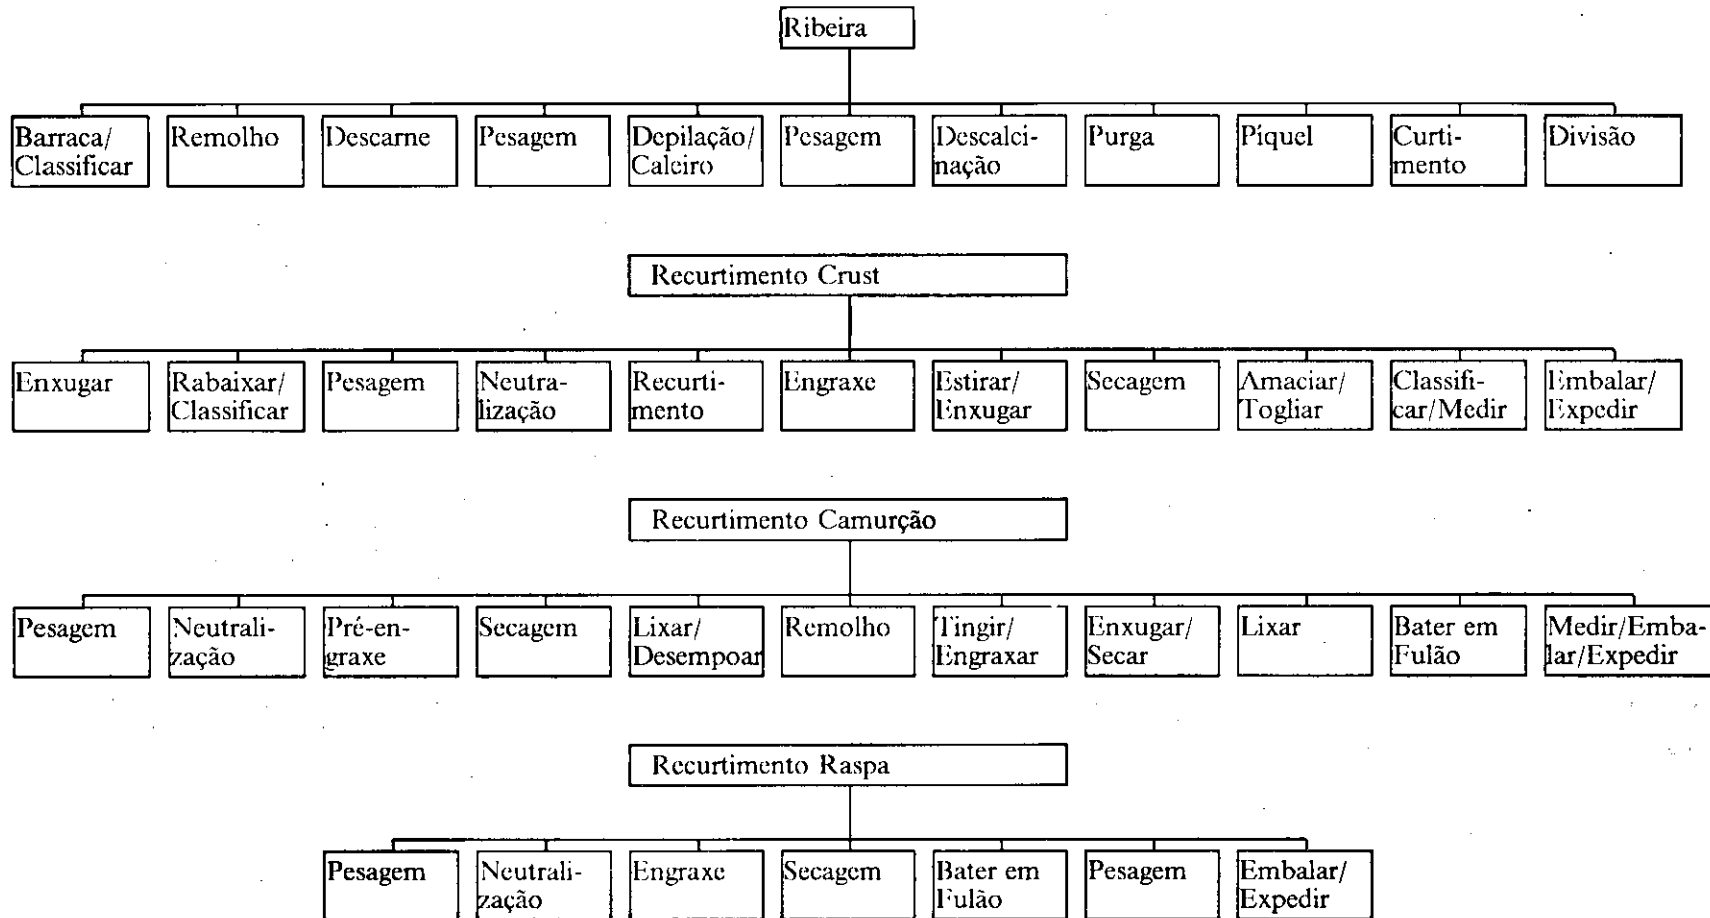 Ribeira
Barraca/
Classificar
Remolho
Descarne
Pesagem
Depilação/
Caleiro
Pesagem
Descalci-
nação
Purga
Píquel
Curti-
mento
Divisão
Recurtimento Crust
Enxugar
Rabaixar/
Classificar
Pesagem
Neutra-
lização
Recurti-
mento
Engraxe
Estirar/
Enxugar
Secagem
Amaciar/
Togliar
Classifi-
car/Medir
Embalar/
Expedir
Recurtimento Camurção
Pesagem
Neutrali-
zação
Pré-en-
graxe
Secagem
Lixar/
Desempoar
Remolho
Tingir/
Engraxar
Enxugar/
Secar
Lixar
Bater em
Fulão
Medir/Emba-
lar/Expedir
Recurtimento Raspa
Pesagem
Neutrali-
zação
Engraxe
Secagem
Bater em
Fulão
Pesagem
Embalar/
Expedir